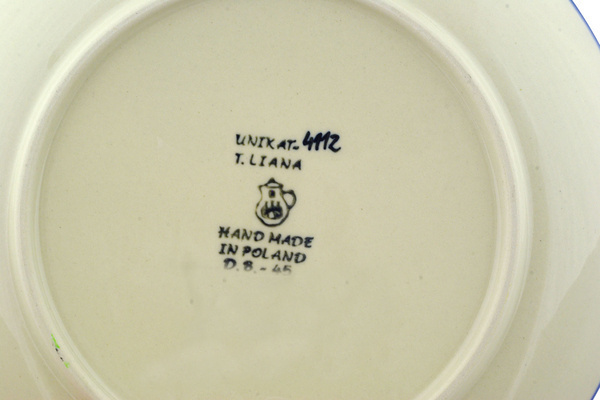 UNIKAT-4112
T. LIANA
HAND MADE
IN POLAND
D.B. - 45